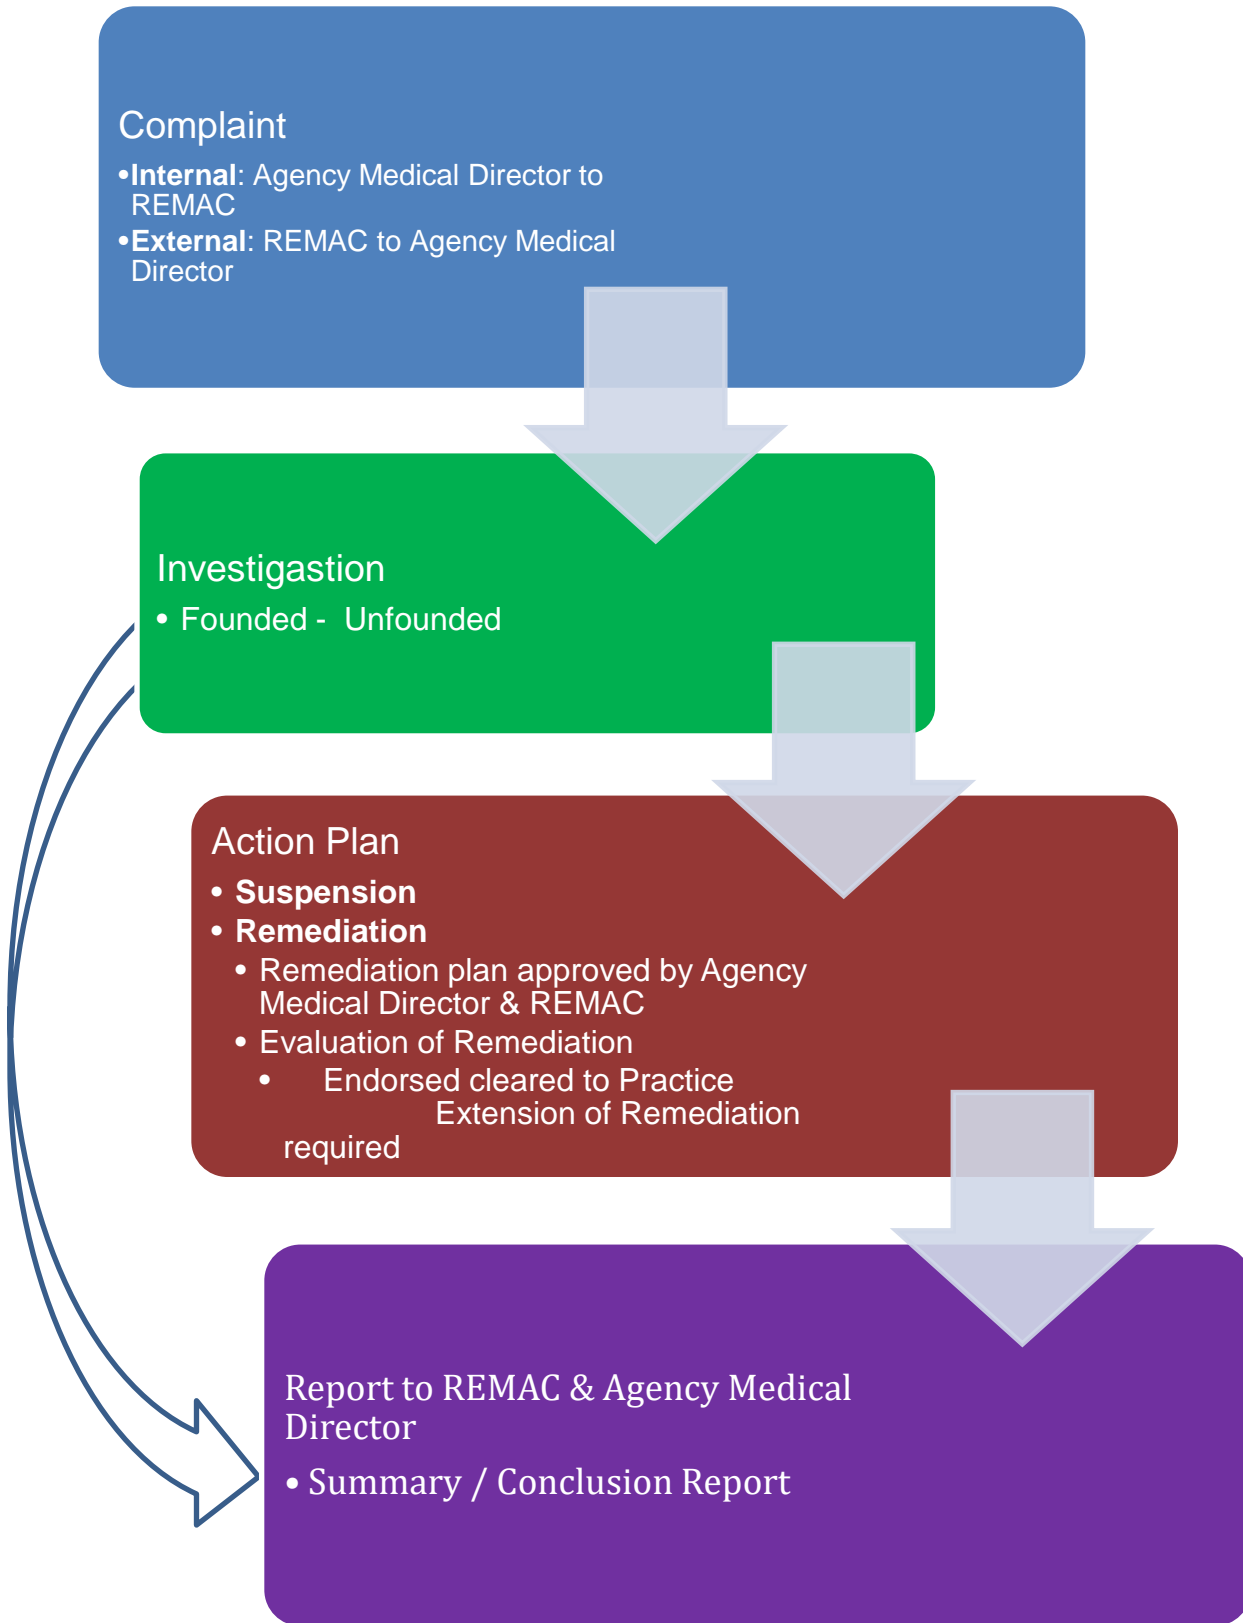 Complaint
•Internal: Agency Medical Director to
REMAC
•External: REMAC to Agency Medical
Director
Investigastion
• Founded - Unfounded
Action Plan
• Suspension
• Remediation
• Remediation plan approved by Agency
Medical Director & REMAC
• Evaluation of Remediation
• Endorsed cleared to Practice
Extension of Remediation
required
Report to REMAC & Agency Medical
Director
• Summary / Conclusion Report